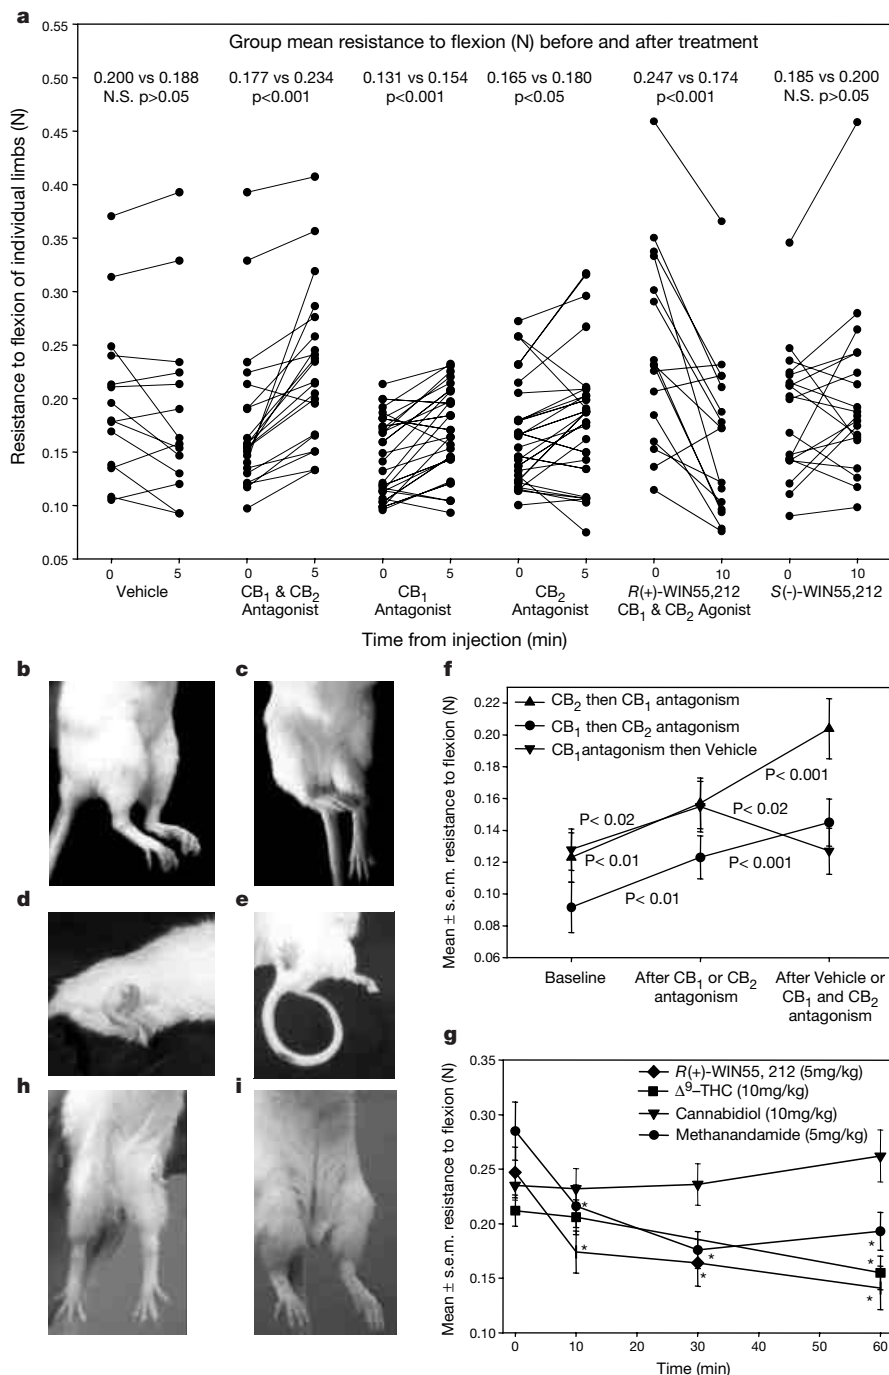 a
Group mean resistance to flexion (N) before and after treatment
0.200 vs 0.188 0.177 vs 0.234 0.131 vs 0.154 0.165 vs 0.180 0.247 vs 0.174 0.185 vs 0.200
N.S. p>0.05 p<0.001 p<0.001 p<0.05 p<0.001 N.S. p>0.05
Resistance to flexion of individual limbs (N)
0.55
0.50
0.45
0.40
0.35
0.30
0.25
0.20
0.15
0.10
0.05
0 5 0 5 0 5 0 5 0 10 0 10
Vehicle
CB₁ & CB₂
Antagonist
CB₁
Antagonist
CB₂
Antagonist
R(+)-WIN55,212
CB₁ & CB₂ Agonist
S(-)-WIN55,212
Time from injection (min)
b
c
d
e
h
i
f
Mean ± s.e.m. resistance to flexion (N)
0.22
0.20
0.18
0.16
0.14
0.12
0.10
0.08
0.06
CB₂ then CB₁ antagonism
CB₁ then CB₂ antagonism
CB₁antagonism then Vehicle
P< 0.001
P< 0.02
P< 0.02
P< 0.01
P< 0.001
P< 0.01
Baseline
After CB₁ or CB₂
antagonism
After Vehicle or
CB₁ and CB₂
antagonism
g
Mean ± s.e.m. resistance to flexion (N)
0.35
0.30
0.25
0.20
0.15
0.10
R(+)-WIN55, 212 (5mg/kg)
Δ⁹–THC (10mg/kg)
Cannabidiol (10mg/kg)
Methanandamide (5mg/kg)
*
*
*
*
*
*
*
0 10 20 30 40 50 60
Time (min)